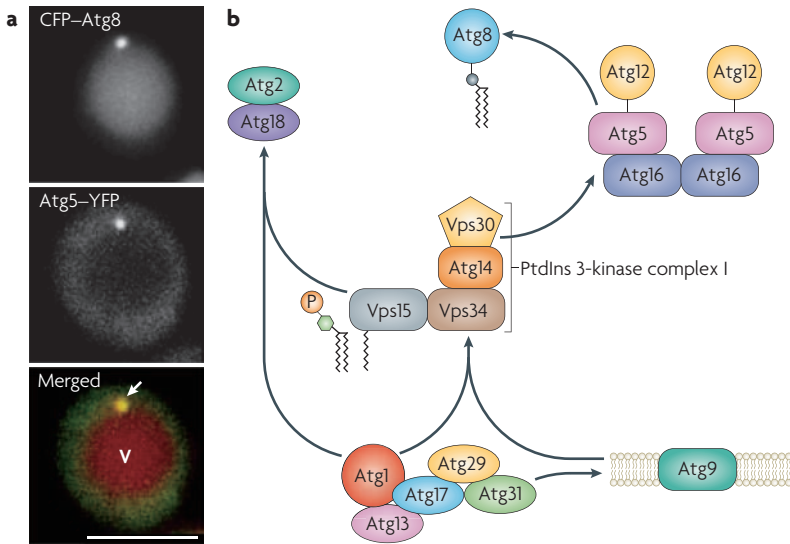 a
CFP–Atg8
Atg5–YFP
Merged
V
b
Atg8
Atg2
Atg18
Atg12
Atg12
Atg5
Atg5
Atg16
Atg16
Vps30
Atg14
PtdIns 3-kinase complex I
P
Vps15
Vps34
Atg1
Atg29
Atg17
Atg31
Atg13
Atg9